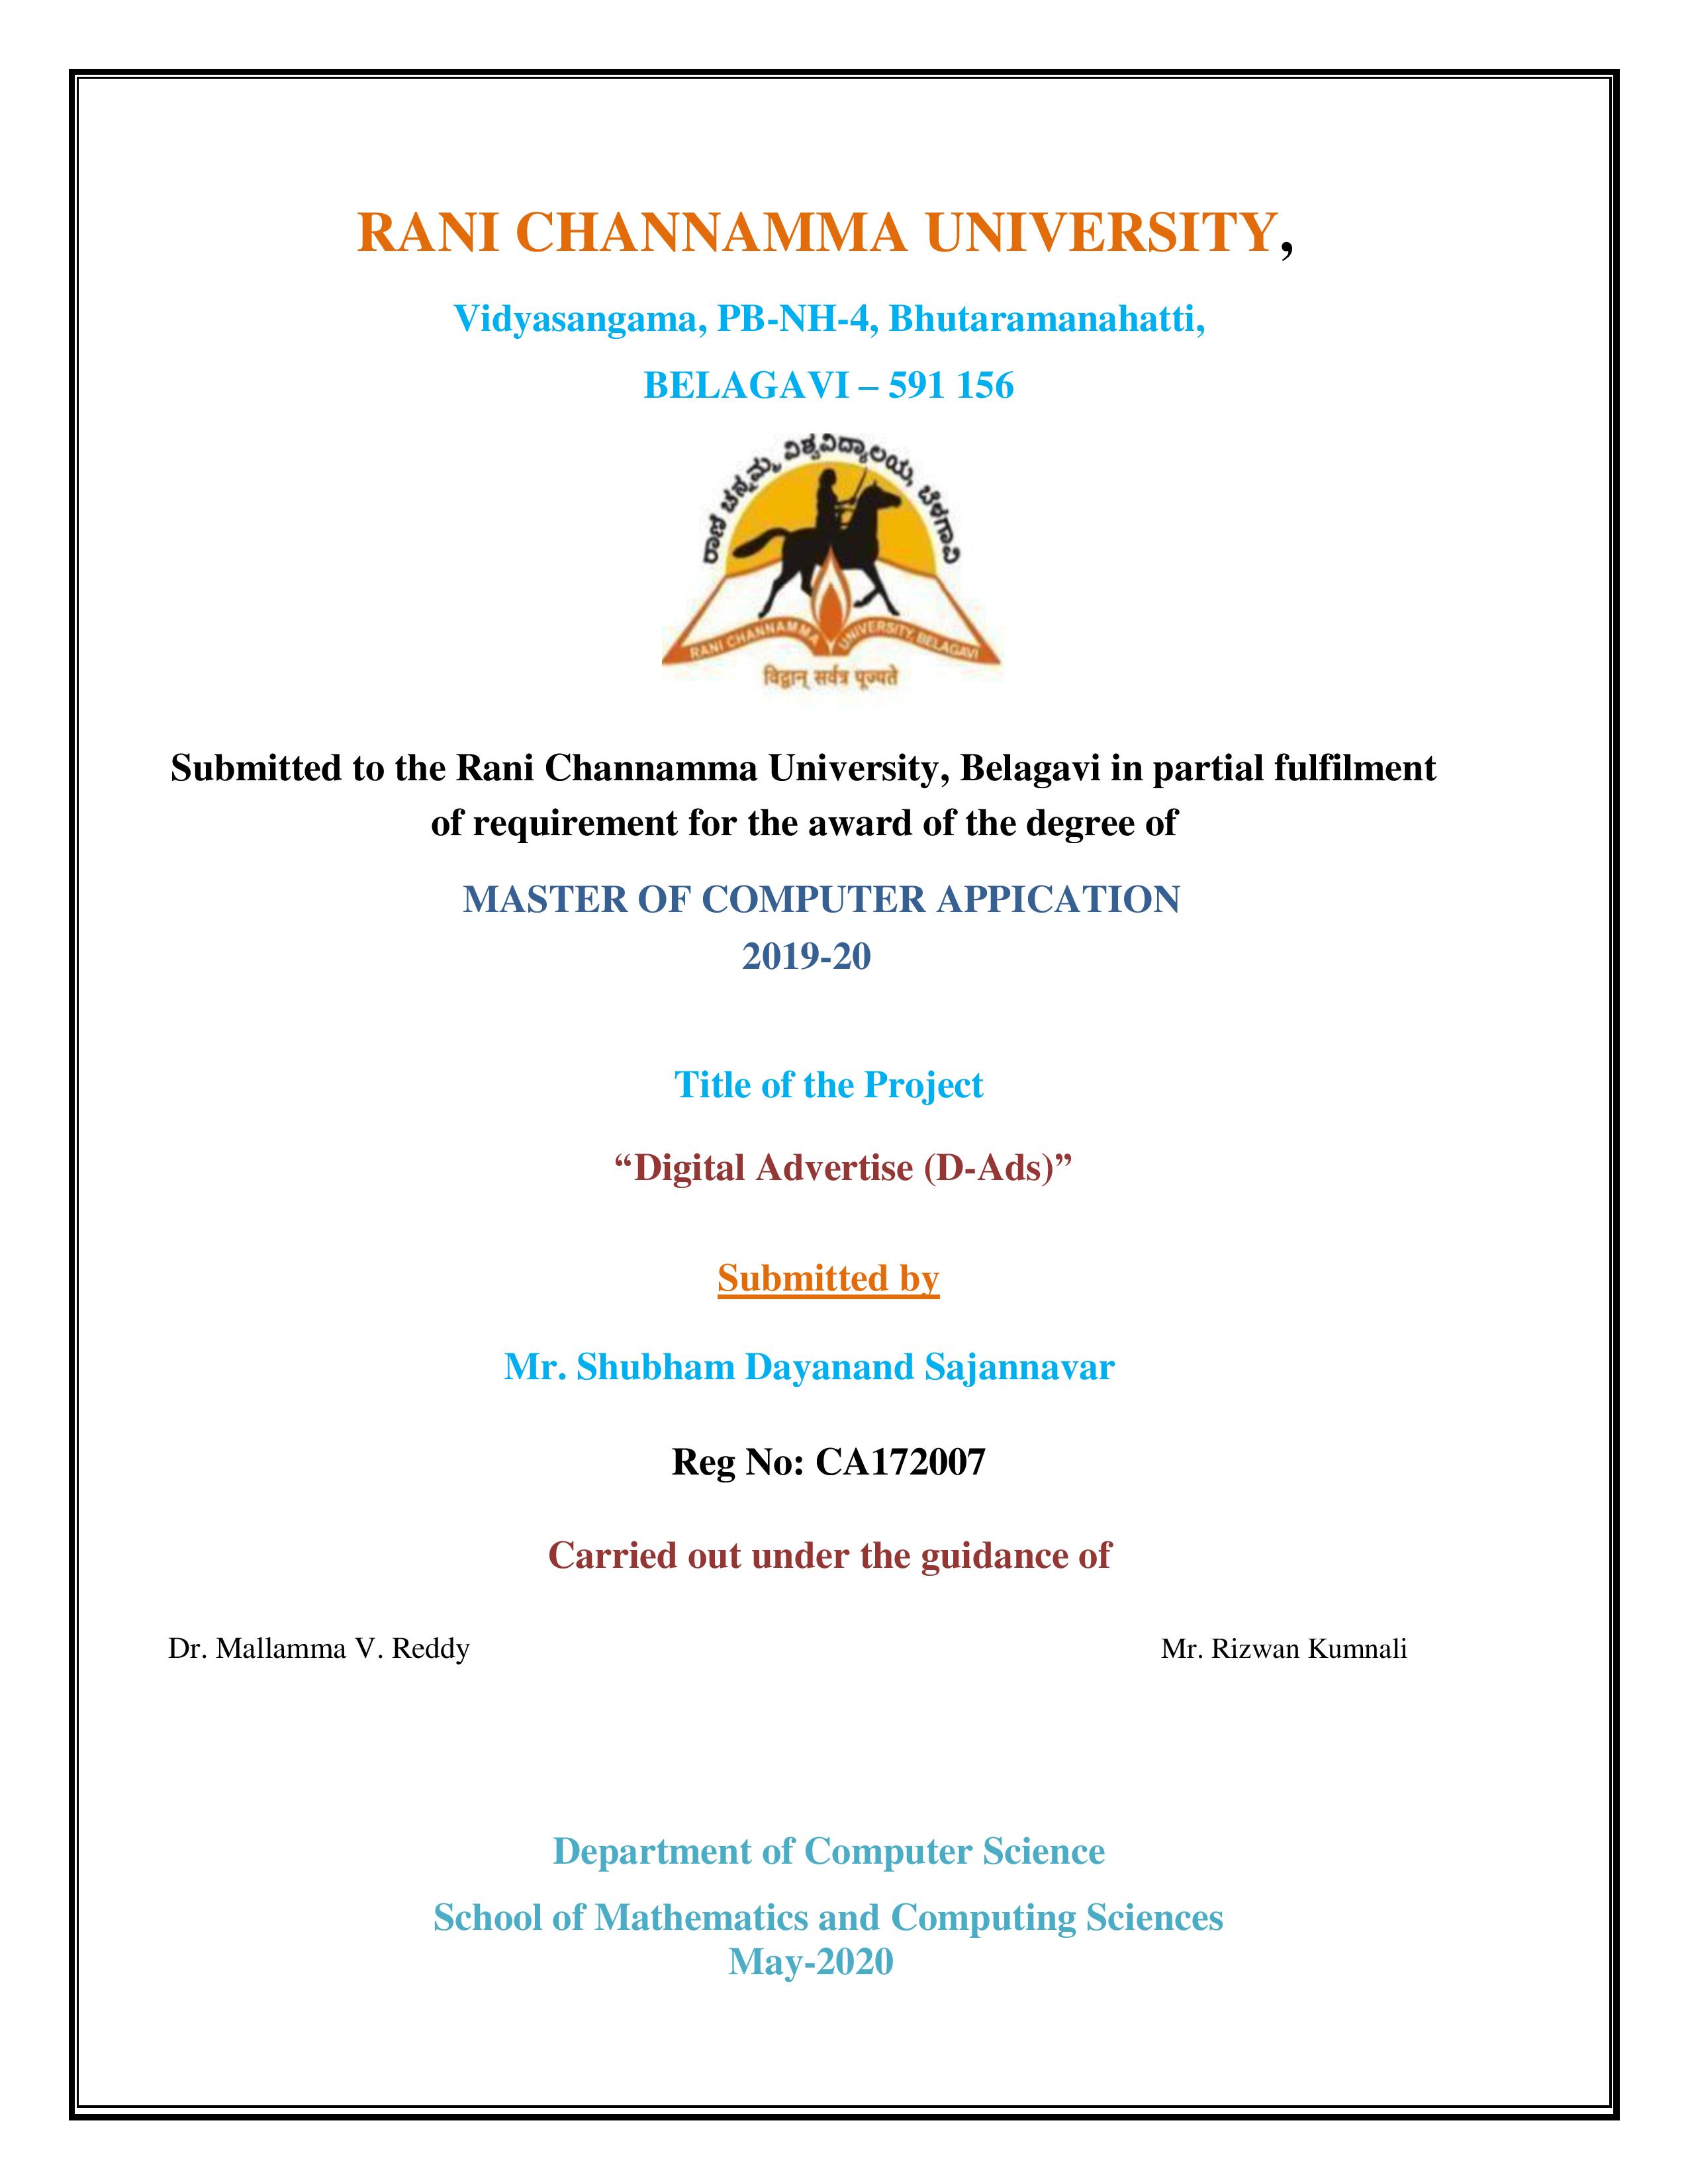 RANI CHANNAMMA UNIVERSITY,
Vidyasangama, PB-NH-4, Bhutaramanahatti,
BELAGAVI – 591 156
ರಾಣಿ ಚನ್ನಮ್ಮ ವಿಶ್ವವಿದ್ಯಾಲಯ, ಬೆಳಗಾವಿ
RANI CHANNAMMA UNIVERSITY, BELAGAVI
विद्वान् सर्वत्र पूज्यते
Submitted to the Rani Channamma University, Belagavi in partial fulfilment
of requirement for the award of the degree of
MASTER OF COMPUTER APPICATION
2019-20
Title of the Project
“Digital Advertise (D-Ads)”
Submitted by
Mr. Shubham Dayanand Sajannavar
Reg No: CA172007
Carried out under the guidance of
Dr. Mallamma V. Reddy Mr. Rizwan Kumnali
Department of Computer Science
School of Mathematics and Computing Sciences
May-2020